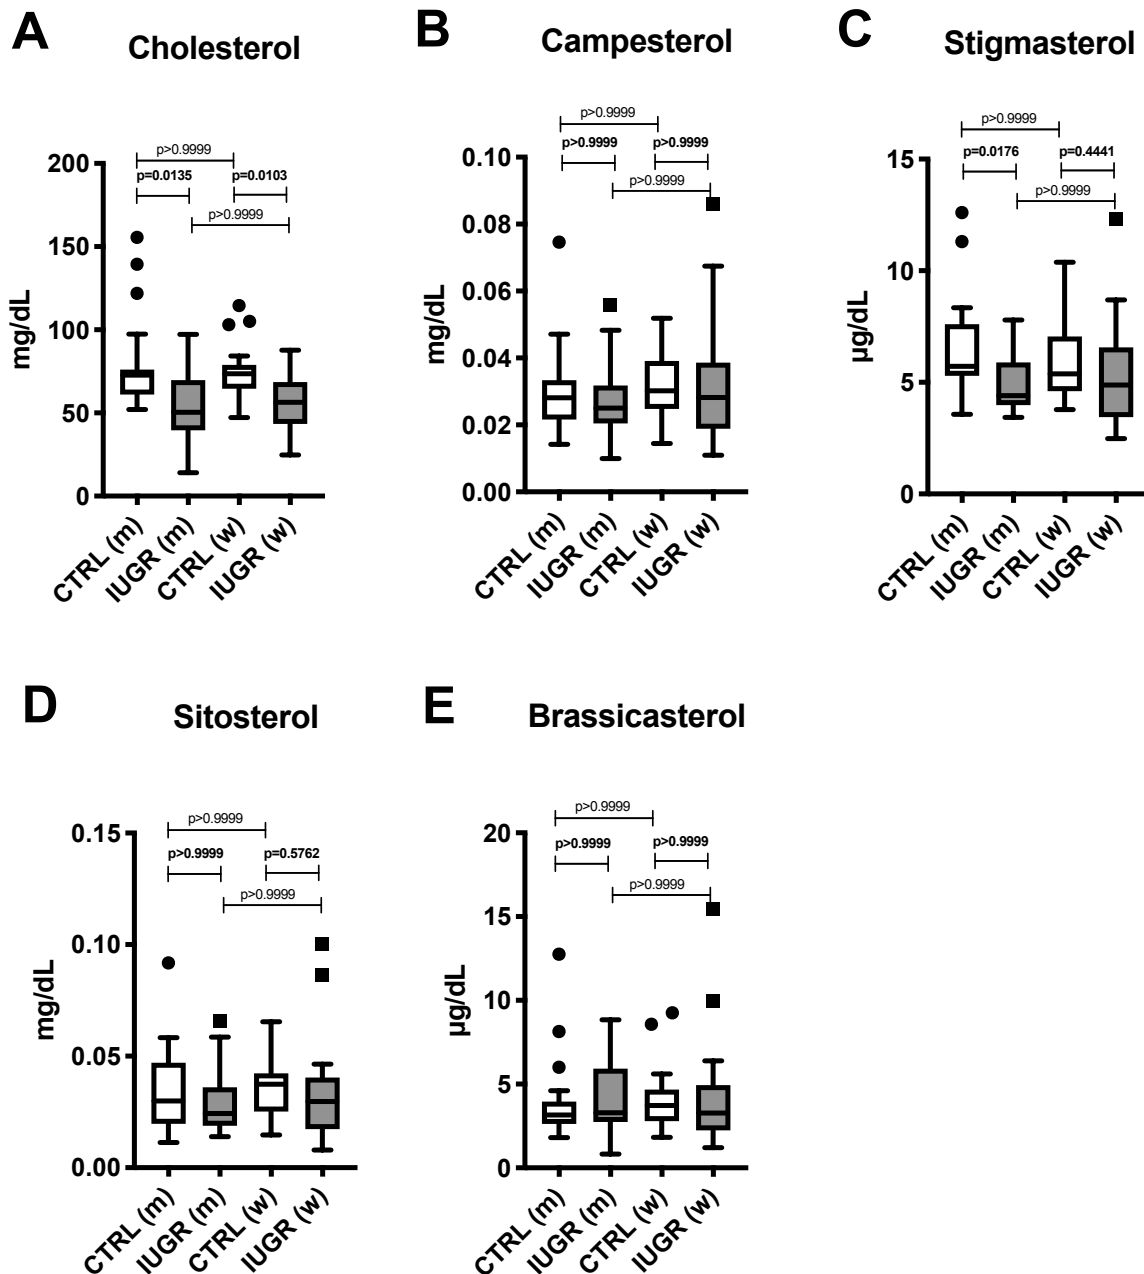 A
Cholesterol
p>0.9999
p=0.0135
p=0.0103
p>0.9999
200
150
100
50
0
mg/dL
CTRL (m)
IUGR (m)
CTRL (w)
IUGR (w)
B
Campesterol
p>0.9999
p>0.9999
p>0.9999
p>0.9999
0.10
0.08
0.06
0.04
0.02
0.00
mg/dL
CTRL (m)
IUGR (m)
CTRL (w)
IUGR (w)
C
Stigmasterol
p>0.9999
p=0.0176
p=0.4441
p>0.9999
15
10
5
0
µg/dL
CTRL (m)
IUGR (m)
CTRL (w)
IUGR (w)
D
Sitosterol
p>0.9999
p>0.9999
p=0.5762
p>0.9999
0.15
0.10
0.05
0.00
mg/dL
CTRL (m)
IUGR (m)
CTRL (w)
IUGR (w)
E
Brassicasterol
p>0.9999
p>0.9999
p>0.9999
p>0.9999
20
15
10
5
0
µg/dL
CTRL (m)
IUGR (m)
CTRL (w)
IUGR (w)